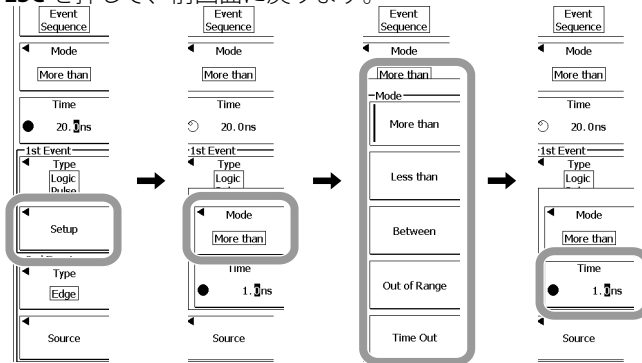 ESC を押して、前画面に戻ります。
Event
Sequence
Mode
More than
Time
20.0ns
1st Event
Type
Logic
Pulse
Setup
Type
Edge
Source
Event
Sequence
Mode
More than
Time
20.0ns
1st Event
Type
Logic
Mode
More than
Time
1.0ns
Source
Event
Sequence
Mode
More than
Mode
More than
Less than
Between
Out of Range
Time Out
Event
Sequence
Mode
More than
Time
20.0ns
1st Event
Type
Logic
Mode
More than
Time
1.0ns
Source